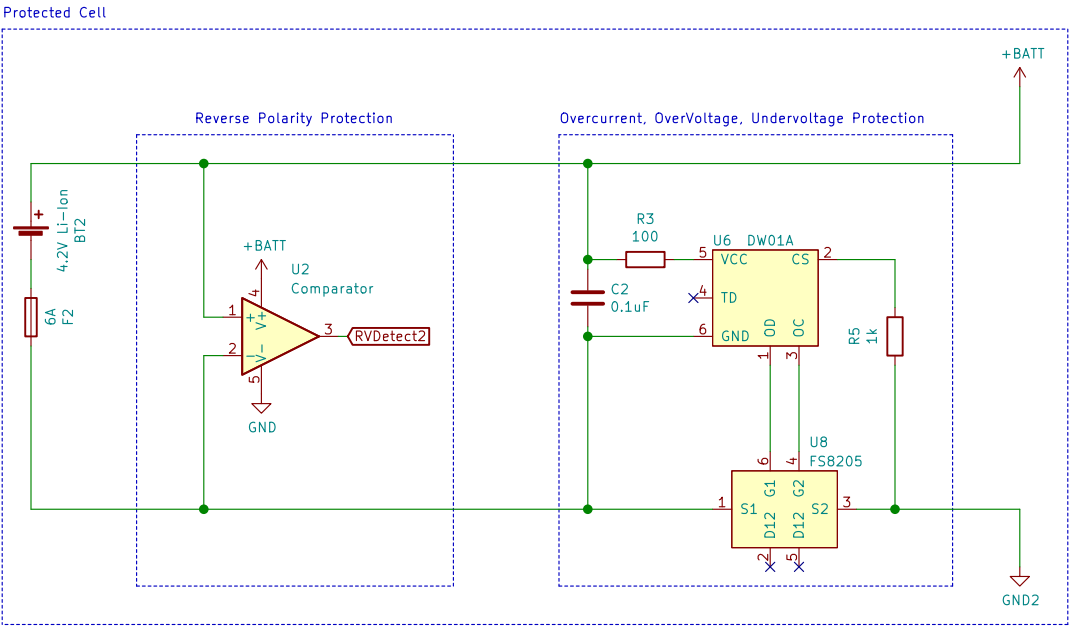 Protected Cell
+BATT
Reverse Polarity Protection
Overcurrent, OverVoltage, Undervoltage Protection
+
4.2V Li-Ion
BT2
6A
F2
+BATT
U2
Comparator
4
1
+
V+
2
-
V-
3
5
RVDetect2
GND
R3
100
C2
0.1uF
U6 DW01A
5
VCC
CS
2
4
TD
6
GND
OD
OC
1
3
R5
1k
U8
FS8205
6
4
G1
G2
1
S1
S2
3
D12
D12
2
5
GND2